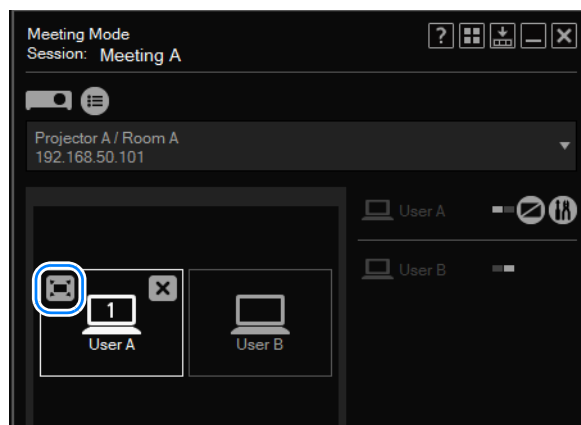 Meeting Mode
Session: Meeting A
?
Projector A / Room A
192.168.50.101
User A
User B
1
User A
User B